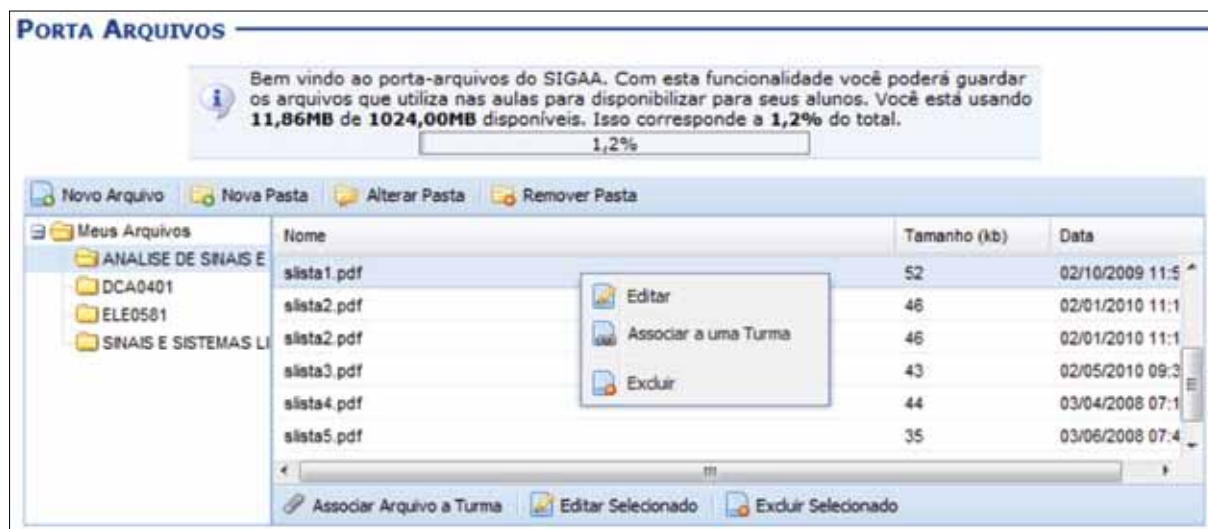 PORTA ARQUIVOS
Bem vindo ao porta-arquivos do SIGAA. Com esta funcionalidade você poderá guardar
os arquivos que utiliza nas aulas para disponibilizar para seus alunos. Você está usando
11,86MB de 1024,00MB disponíveis. Isso corresponde a 1,2% do total.
1,2%
Novo Arquivo Nova Pasta Alterar Pasta Remover Pasta
Meus Arquivos
ANALISE DE SINAIS E
DCA0401
ELE0581
SINAIS E SISTEMAS LI
Nome Tamanho (kb) Data
slista1.pdf 52 02/10/2009 11:5
slista2.pdf 46 02/01/2010 11:1
slista2.pdf 46 02/01/2010 11:1
slista3.pdf 43 02/05/2010 09:3
slista4.pdf 44 03/04/2008 07:1
slista5.pdf 35 03/06/2008 07:4
Editar
Associar a uma Turma
Excluir
Associar Arquivo a Turma Editar Selecionado Excluir Selecionado